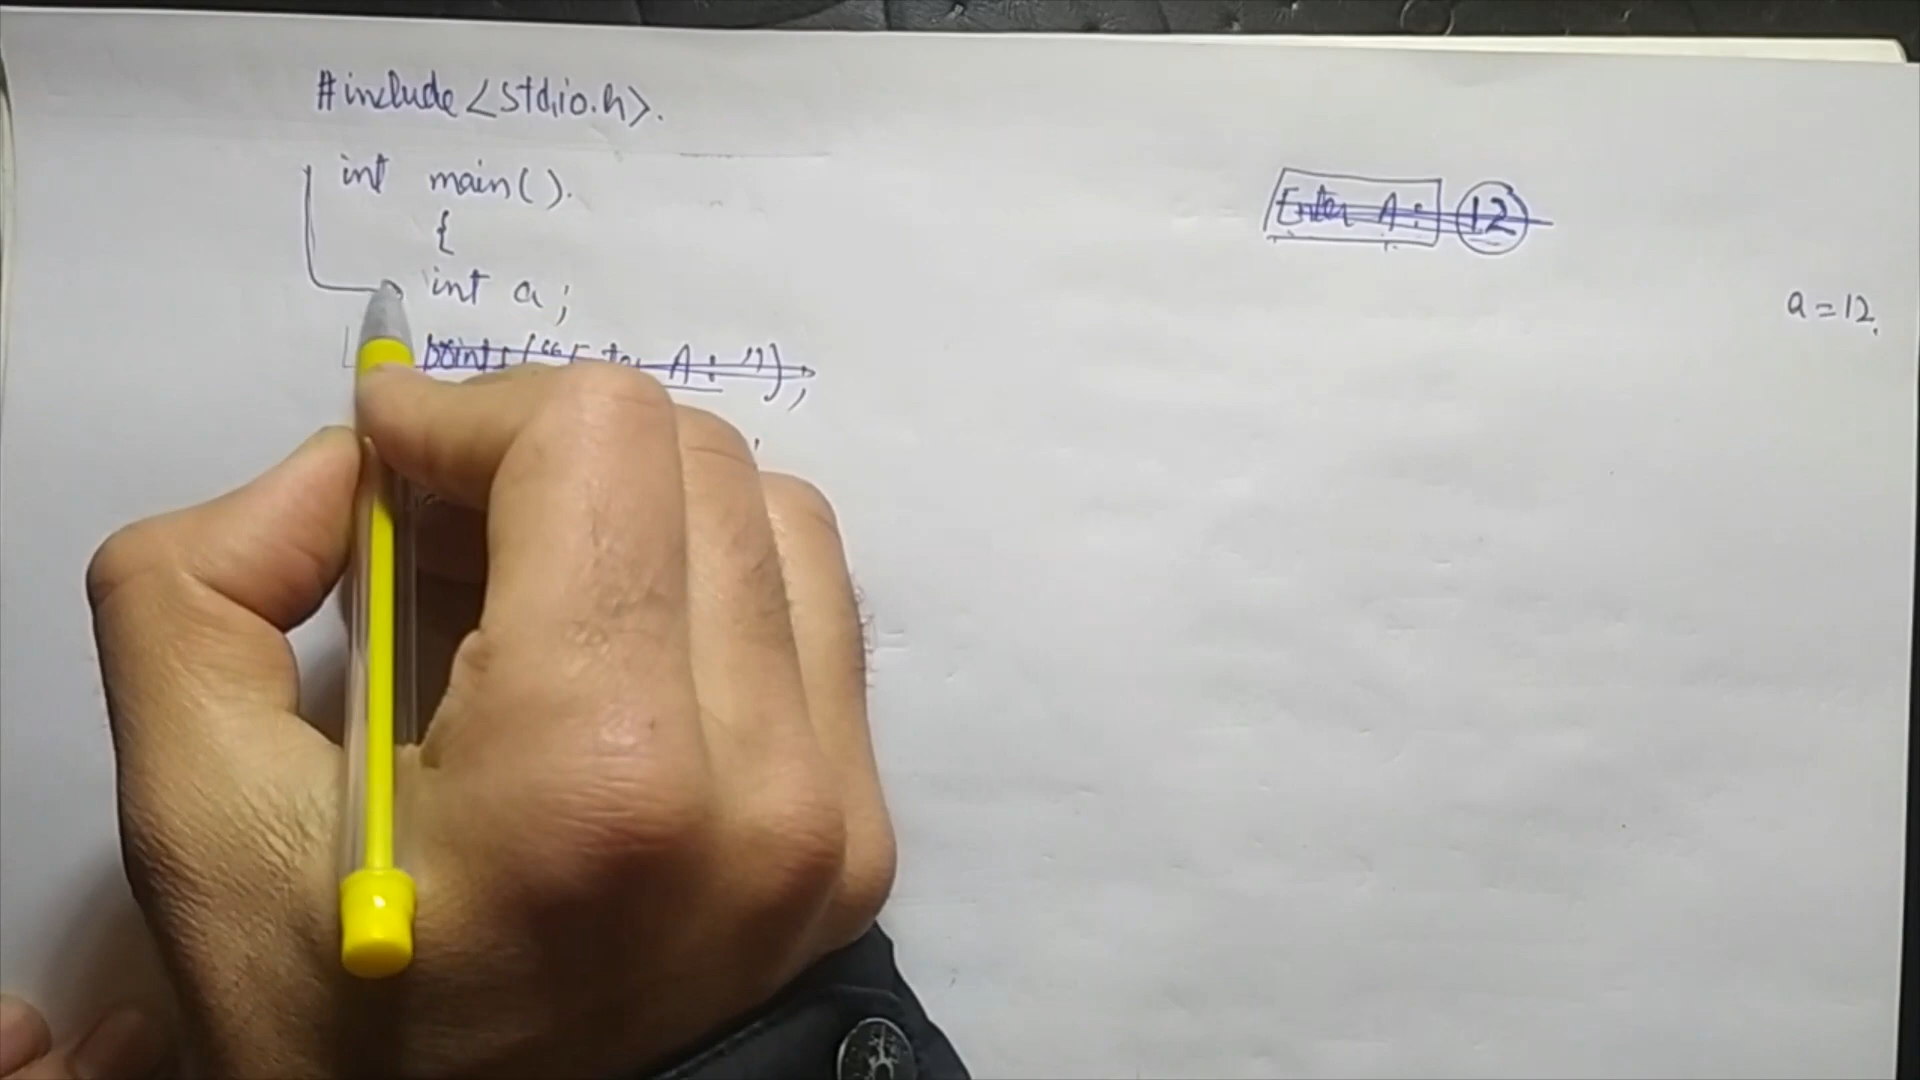 #include <stdio.h>.
int main().
{
int a;
A: ");
Enter A: 12
a = 12.